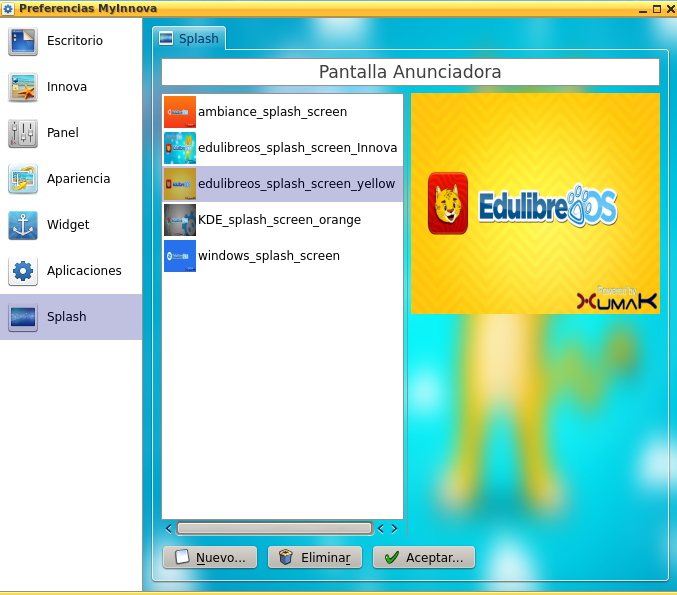 Preferencias MyInnova
Escritorio
Innova
Panel
Apariencia
Widget
Aplicaciones
Splash
Splash
Pantalla Anunciadora
ambiance_splash_screen
edulibreos_splash_screen_Innova
edulibreos_splash_screen_yellow
KDE_splash_screen_orange
windows_splash_screen
EdulibreOS
Powered by
XUMAK
Nuevo...
Eliminar
Aceptar...